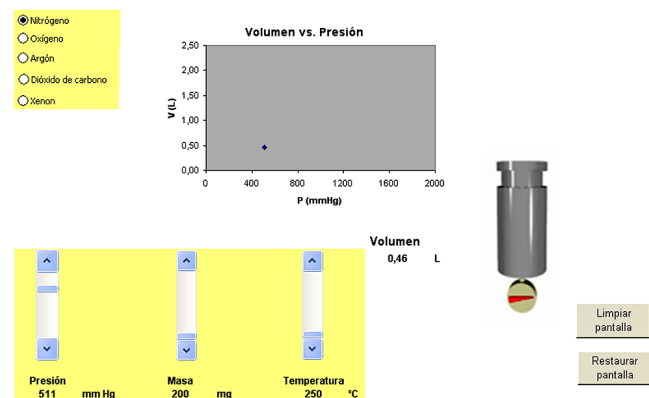 Nitrógeno
Oxígeno
Argón
Dióxido de carbono
Xenon
Volumen vs. Presión
2,50
2,00
1,50
1,00
0,50
0,00
V (L)
0 400 800 1200 1600 2000
P (mmHg)
Volumen
0,46 L
Limpiar
pantalla
Restaurar
pantalla
Presión Masa Temperatura
511 mm Hg 200 mg 250 °C